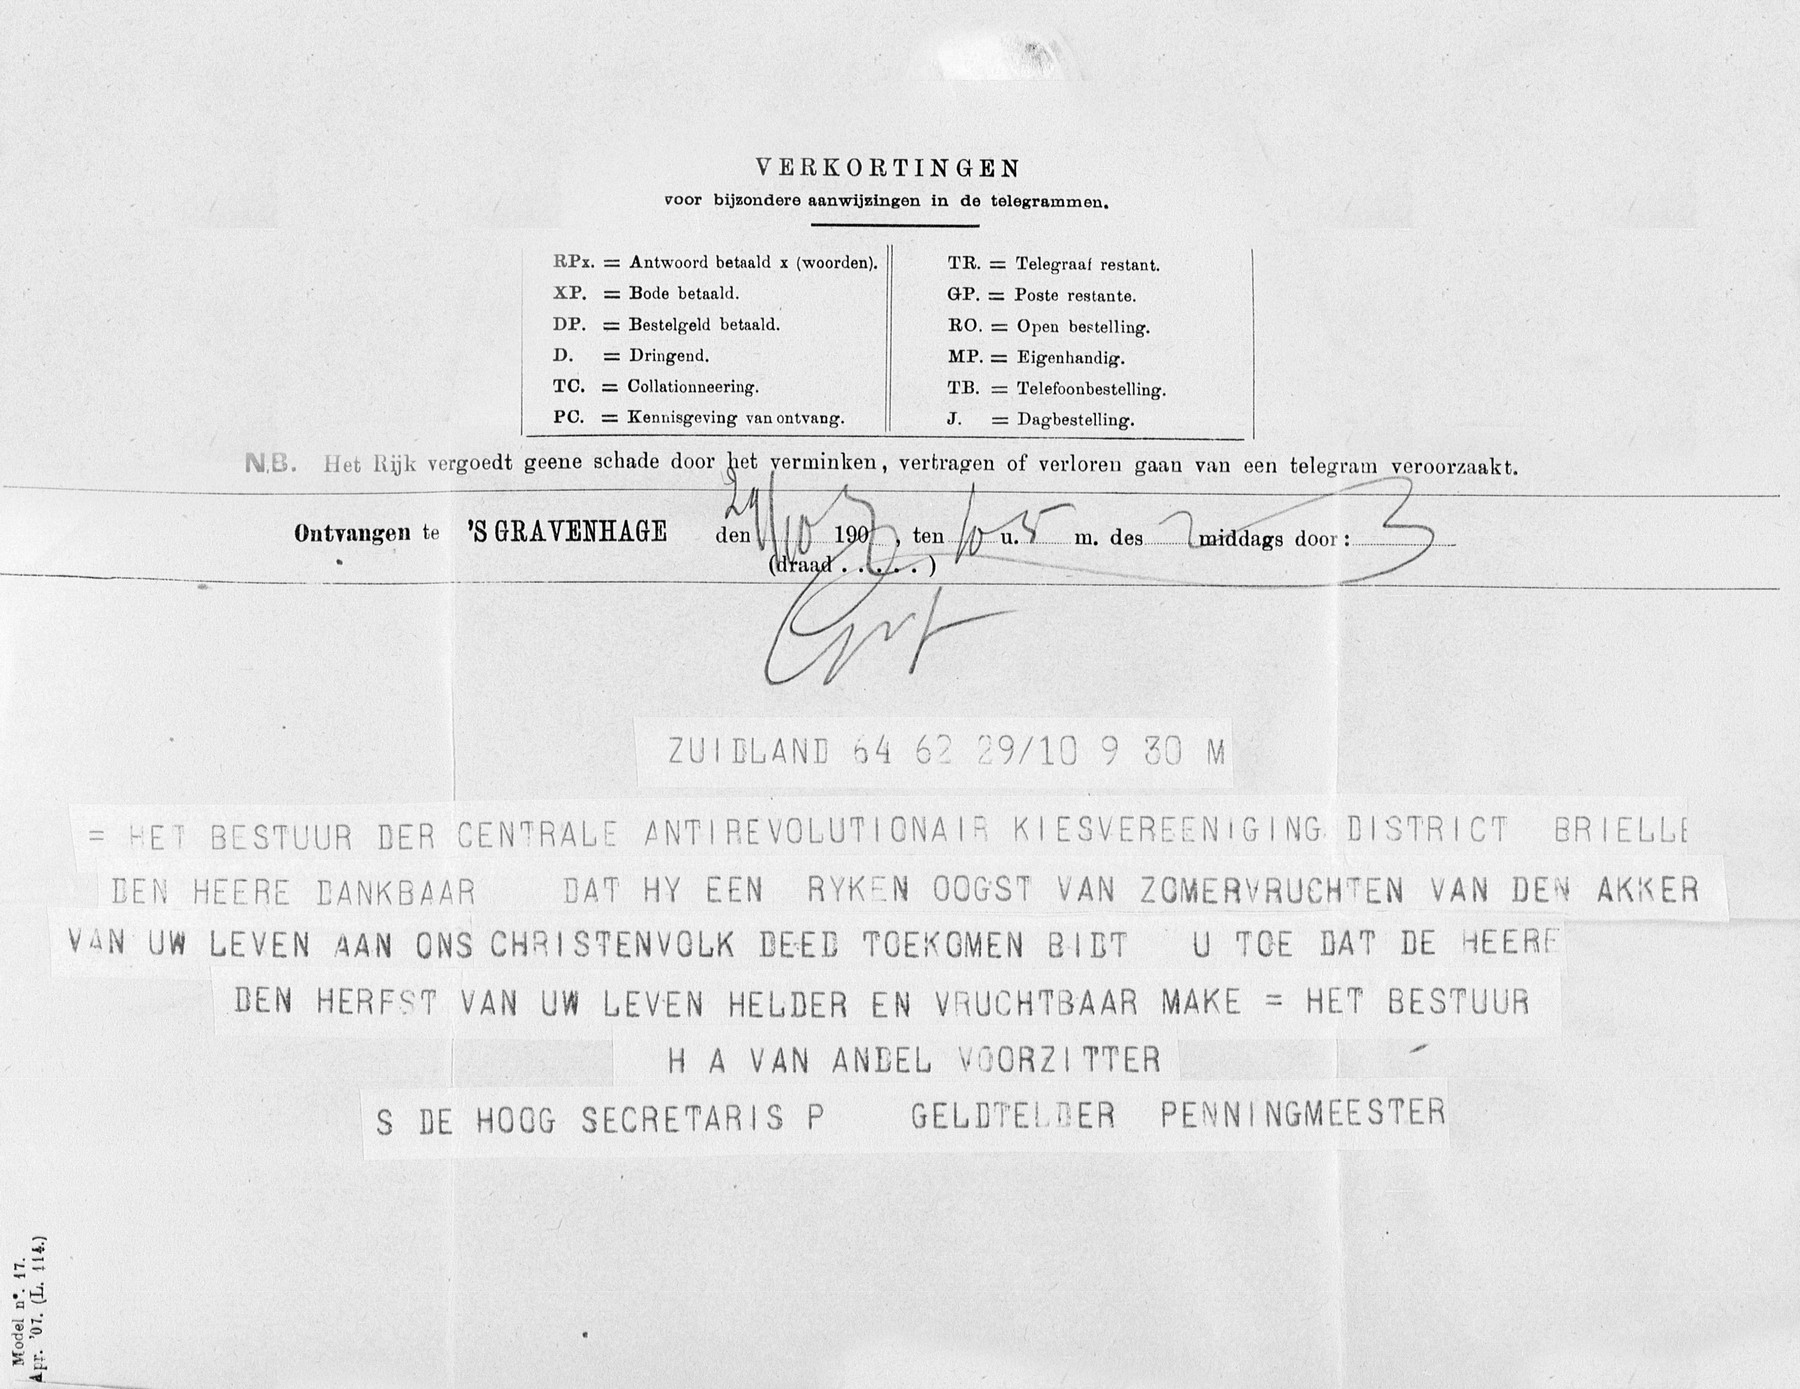 VERKORTINGEN
voor bijzondere aanwijzingen in de telegrammen.
RPx. = Antwoord betaald x (woorden).
XP. = Bode betaald.
DP. = Bestelgeld betaald.
D. = Dringend.
TC. = Collationneering.
PC. = Kennisgeving van ontvang.
TR. = Telegraaf restant.
GP. = Poste restante.
RO. = Open bestelling.
MP. = Eigenhandig.
TB. = Telefoonbestelling.
J. = Dagbestelling.
N.B. Het Rijk vergoedt geene schade door het verminken, vertragen of verloren gaan van een telegram veroorzaakt.
Ontvangen te 'S GRAVENHAGE den 29/10 1907, ten 10 u. 5 m. des middags door:
(draad . . . . . )
ZUIDLAND 64 62 29/10 9 30 M
= HET BESTUUR DER CENTRALE ANTIREVOLUTIONAIR KIESVEREENIGING DISTRICT BRIELLE
DEN HEERE DANKBAAR DAT HY EEN RYKEN OOGST VAN ZOMERVRUCHTEN VAN DEN AKKER
VAN UW LEVEN AAN ONS CHRISTENVOLK DEED TOEKOMEN BIDT U TOE DAT DE HEERE
DEN HERFST VAN UW LEVEN HELDER EN VRUCHTBAAR MAKE = HET BESTUUR
H A VAN ANDEL VOORZITTER
S DE HOOG SECRETARIS P GELDTELDER PENNINGMEESTER
Model n°. 17.
Apr. '07. (L. 114.)